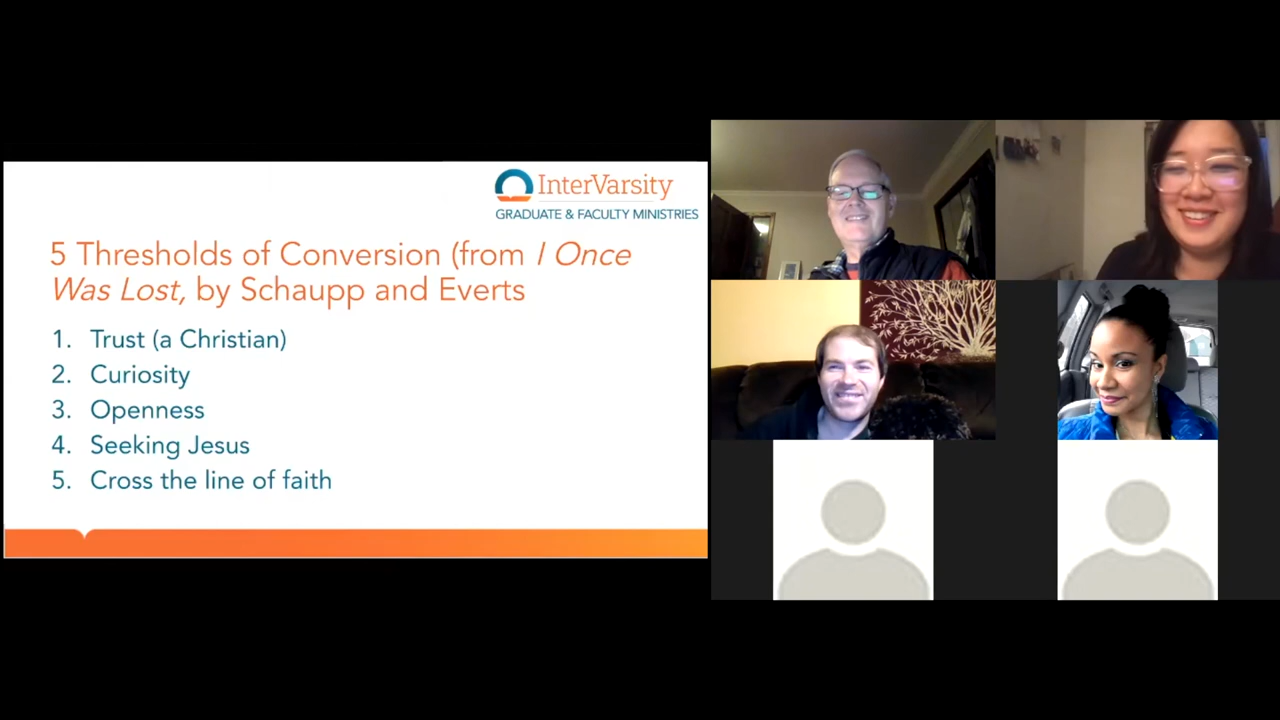 InterVarsity
GRADUATE & FACULTY MINISTRIES
5 Thresholds of Conversion (from I Once
Was Lost, by Schaupp and Everts
1. Trust (a Christian)
2. Curiosity
3. Openness
4. Seeking Jesus
5. Cross the line of faith